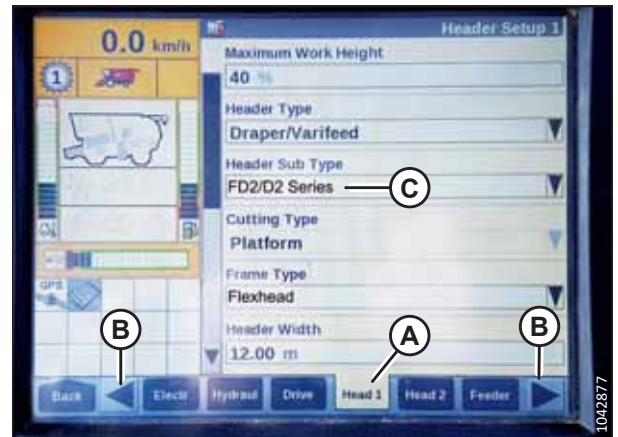 0.0 km/h
Header Setup 1
1
Maximum Work Height
40 %
Header Type
Draper/Varifeed
Header Sub Type
FD2/D2 Series
C
Cutting Type
Platform
Frame Type
Flexhead
GPS
Header Width
12.00 m
B
A
B
Back
Electr
Hydraul
Drive
Head 1
Head 2
Feeder
1042877